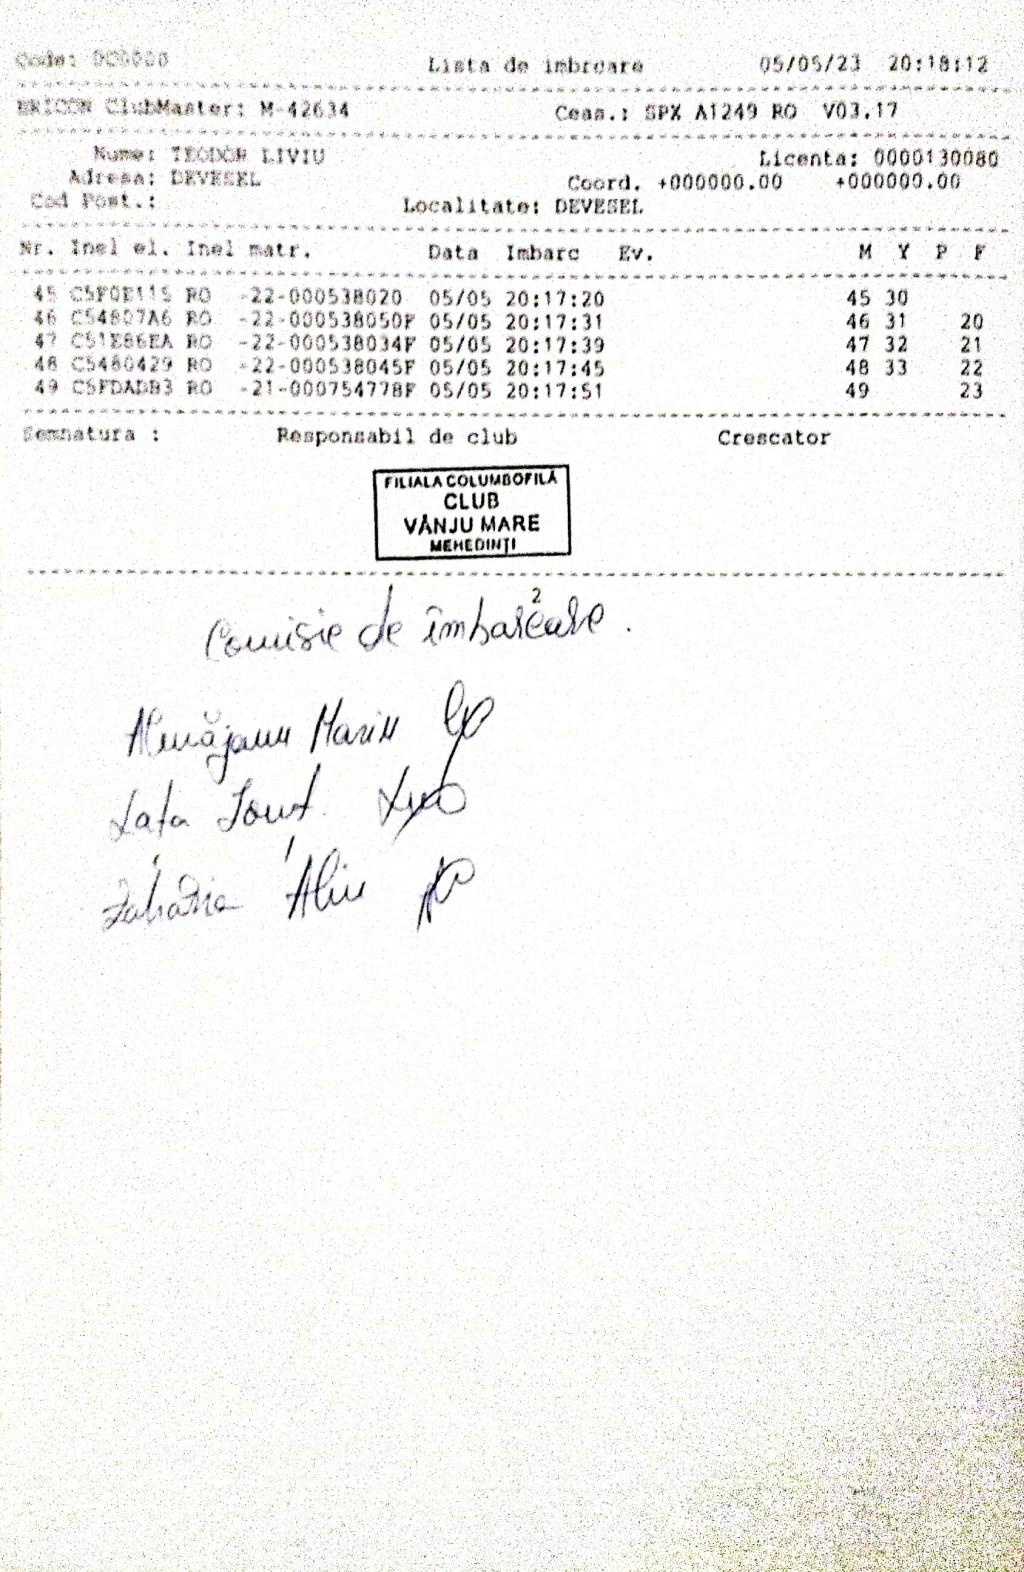 Code: 000000 Lista de imbrcare 05/05/23 20:18:12
BRICON ClubMaster: M-42634 Ceas.: SPX A1249 RO V03.17
Nume: TEODOR LIVIU Licenta: 0000130080
Adresa: DEVESEL Coord. +000000.00 +000000.00
Cod Post.: Localitate: DEVESEL
Nr. Inel el. Inel matr. Data Imbarc Ev. M Y P F
45 C5F0E115 RO -22-000538020 05/05 20:17:20 45 30
46 C54807A6 RO -22-000538050F 05/05 20:17:31 46 31 20
47 C51E86EA RO -22-000538034F 05/05 20:17:39 47 32 21
48 C5480429 RO -22-000538045F 05/05 20:17:45 48 33 22
49 C5FDADB3 RO -21-000754778F 05/05 20:17:51 49 23
Semnatura : Responsabil de club Crescator
FILIALA COLUMBOFILĂ
CLUB
VÂNJU MARE
MEHEDINȚI
2
Comisie de îmbarcare.
Marin
Lata Ionuț
Zaharia Alin